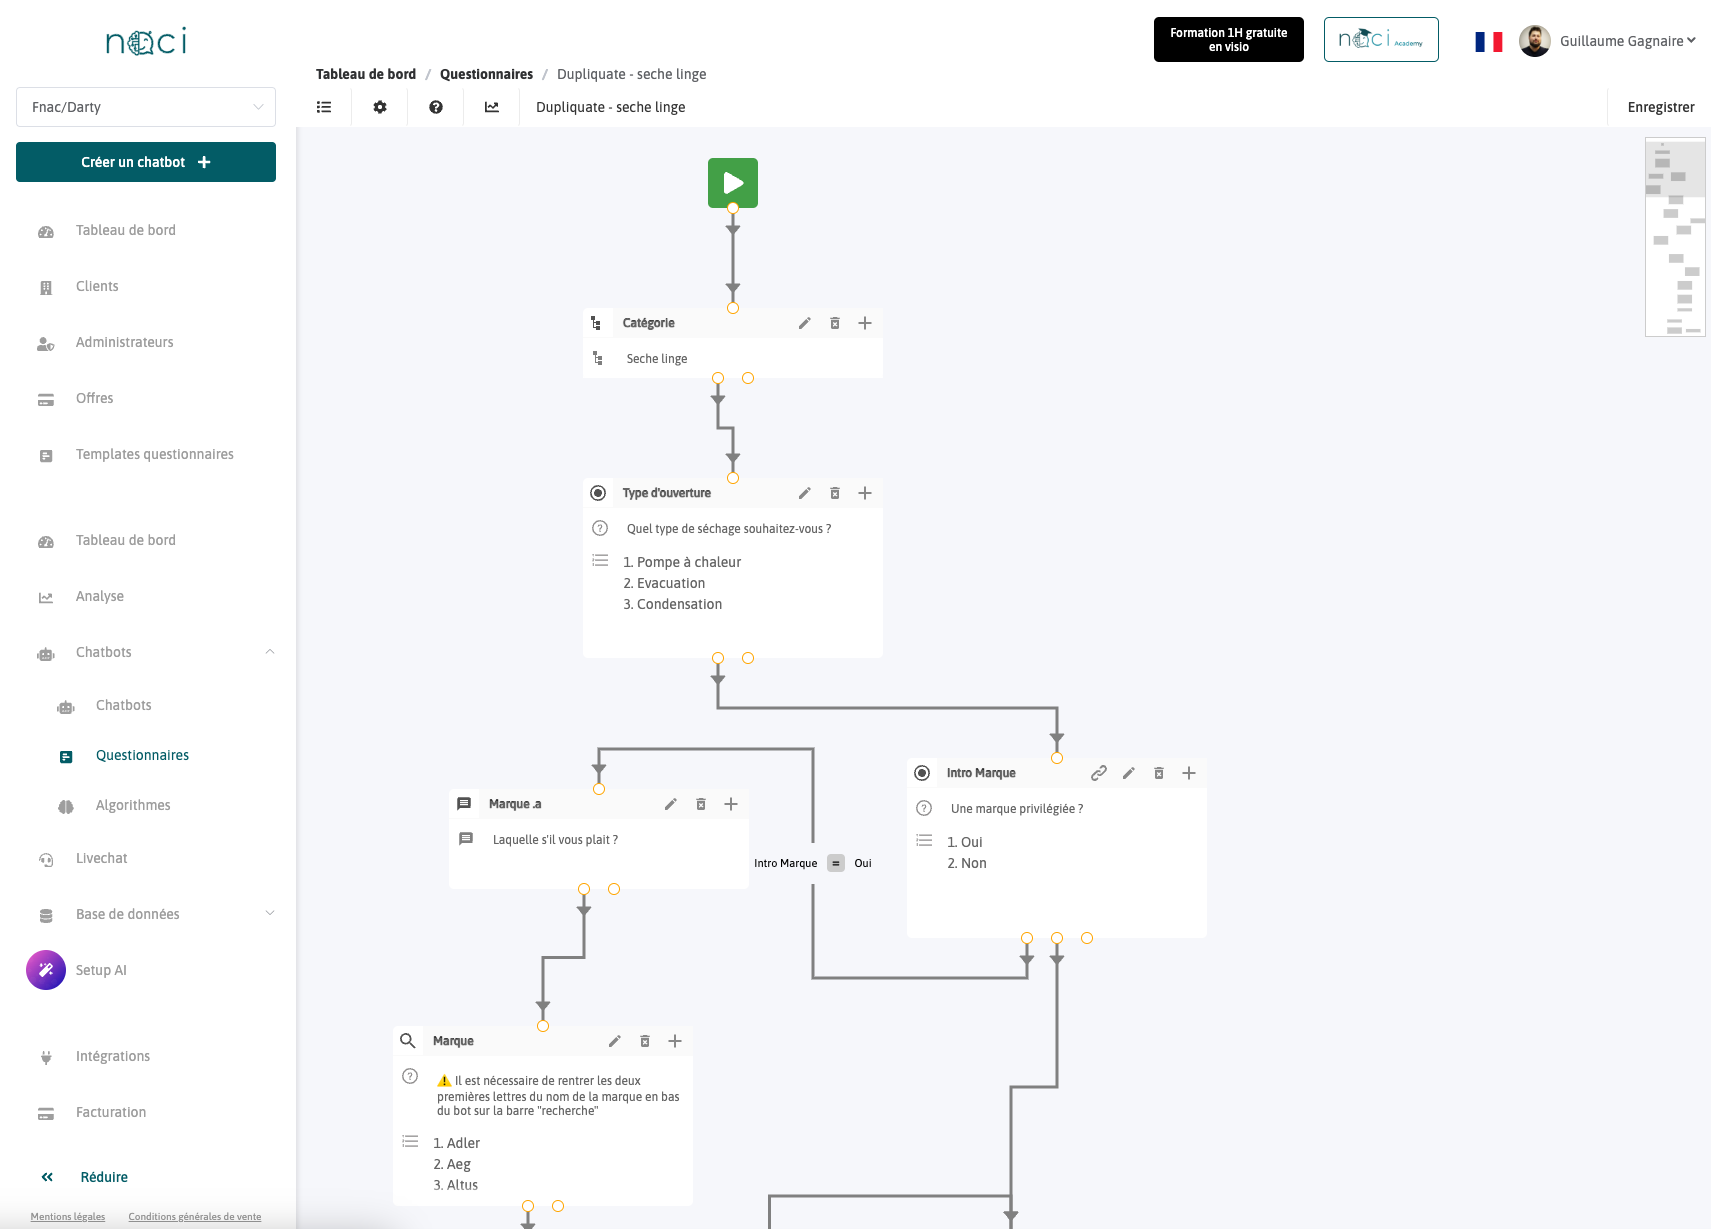 noci
Formation 1H gratuite
en visio
noci Academy
Guillaume Gagnaire
Tableau de bord / Questionnaires / Dupliquate - seche linge
Fnac/Darty
Dupliquate - seche linge
Enregistrer
Créer un chatbot
Tableau de bord
Clients
Administrateurs
Offres
Templates questionnaires
Tableau de bord
Analyse
Chatbots
Chatbots
Questionnaires
Algorithmes
Livechat
Base de données
Setup AI
Intégrations
Facturation
Réduire
Mentions légales
Conditions générales de vente
Catégorie
Seche linge
Type d'ouverture
Quel type de séchage souhaitez-vous ?
1. Pompe à chaleur
2. Evacuation
3. Condensation
Intro Marque
Une marque privilégiée ?
1. Oui
2. Non
Marque .a
Laquelle s'il vous plait ?
Intro Marque = Oui
Marque
⚠️ Il est nécessaire de rentrer les deux
premières lettres du nom de la marque en bas
du bot sur la barre "recherche"
1. Adler
2. Aeg
3. Altus